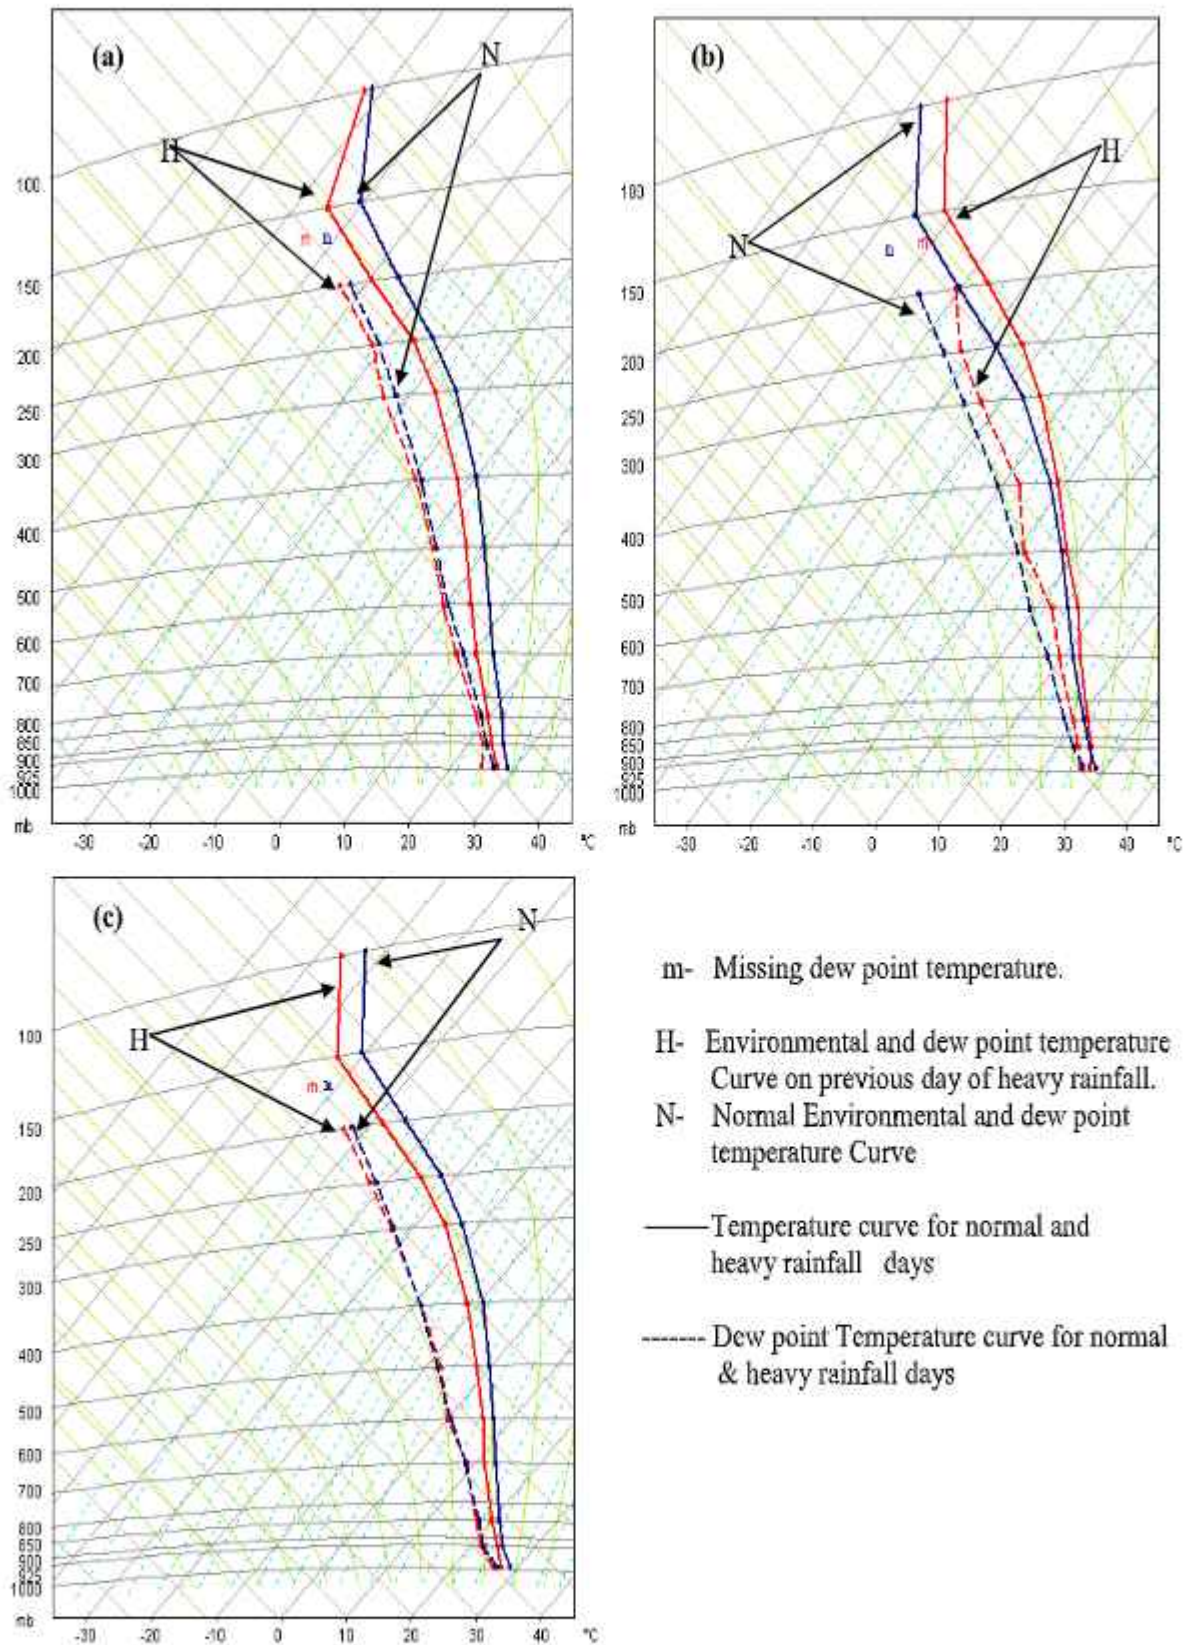 (a)
N
H
m n
100
150
200
250
300
400
500
600
700
800
850
900
925
1000
mb
-30 -20 -10 0 10 20 30 40 °C
(b)
H
N
n m
100
150
200
250
300
400
500
600
700
800
850
900
925
1000
mb
-30 -20 -10 0 10 20 30 40 °C
(c)
N
H
m
100
150
200
250
300
400
500
600
700
800
850
900
925
1000
mb
-30 -20 -10 0 10 20 30 40 °C
m- Missing dew point temperature.
H- Environmental and dew point temperature
Curve on previous day of heavy rainfall.
N- Normal Environmental and dew point
temperature Curve
Temperature curve for normal and
heavy rainfall days
Dew point Temperature curve for normal
& heavy rainfall days